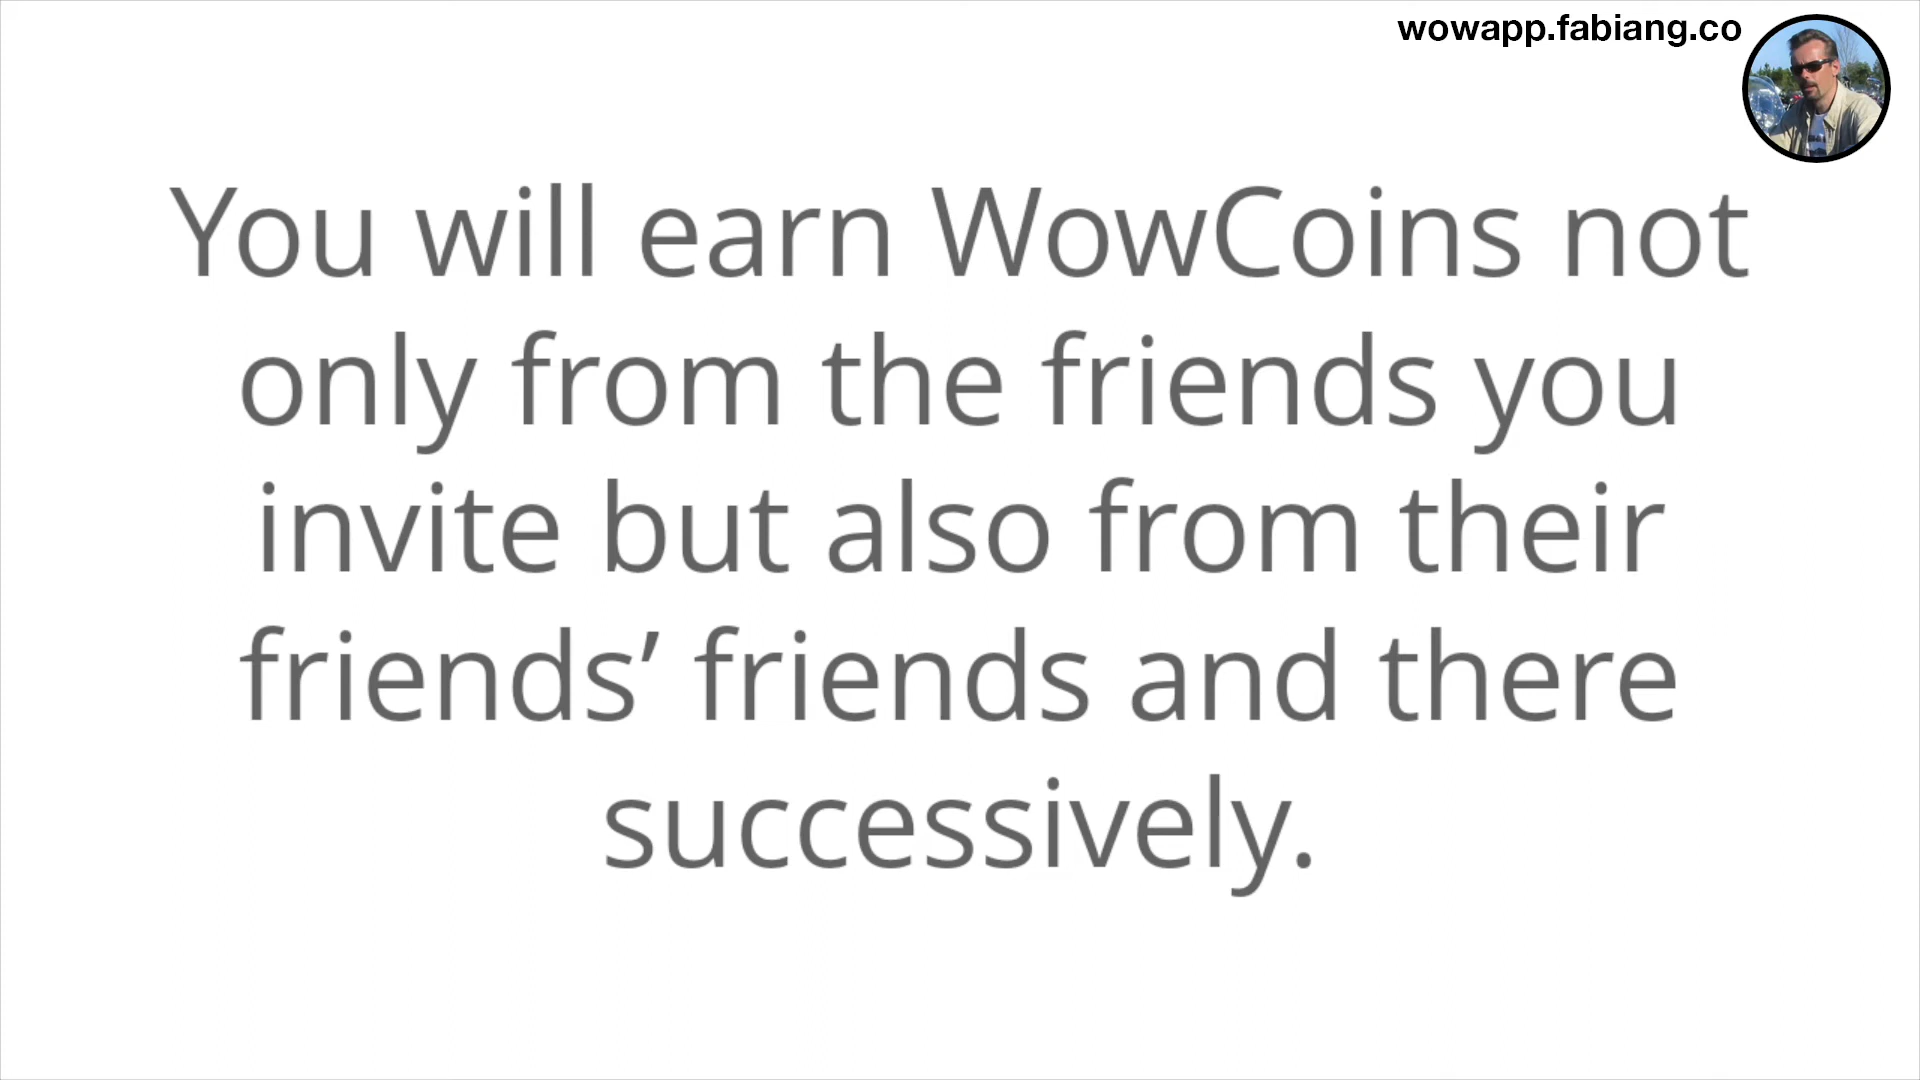 wowapp.fabiang.co
You will earn WowCoins not
only from the friends you
invite but also from their
friends’ friends and there
successively.